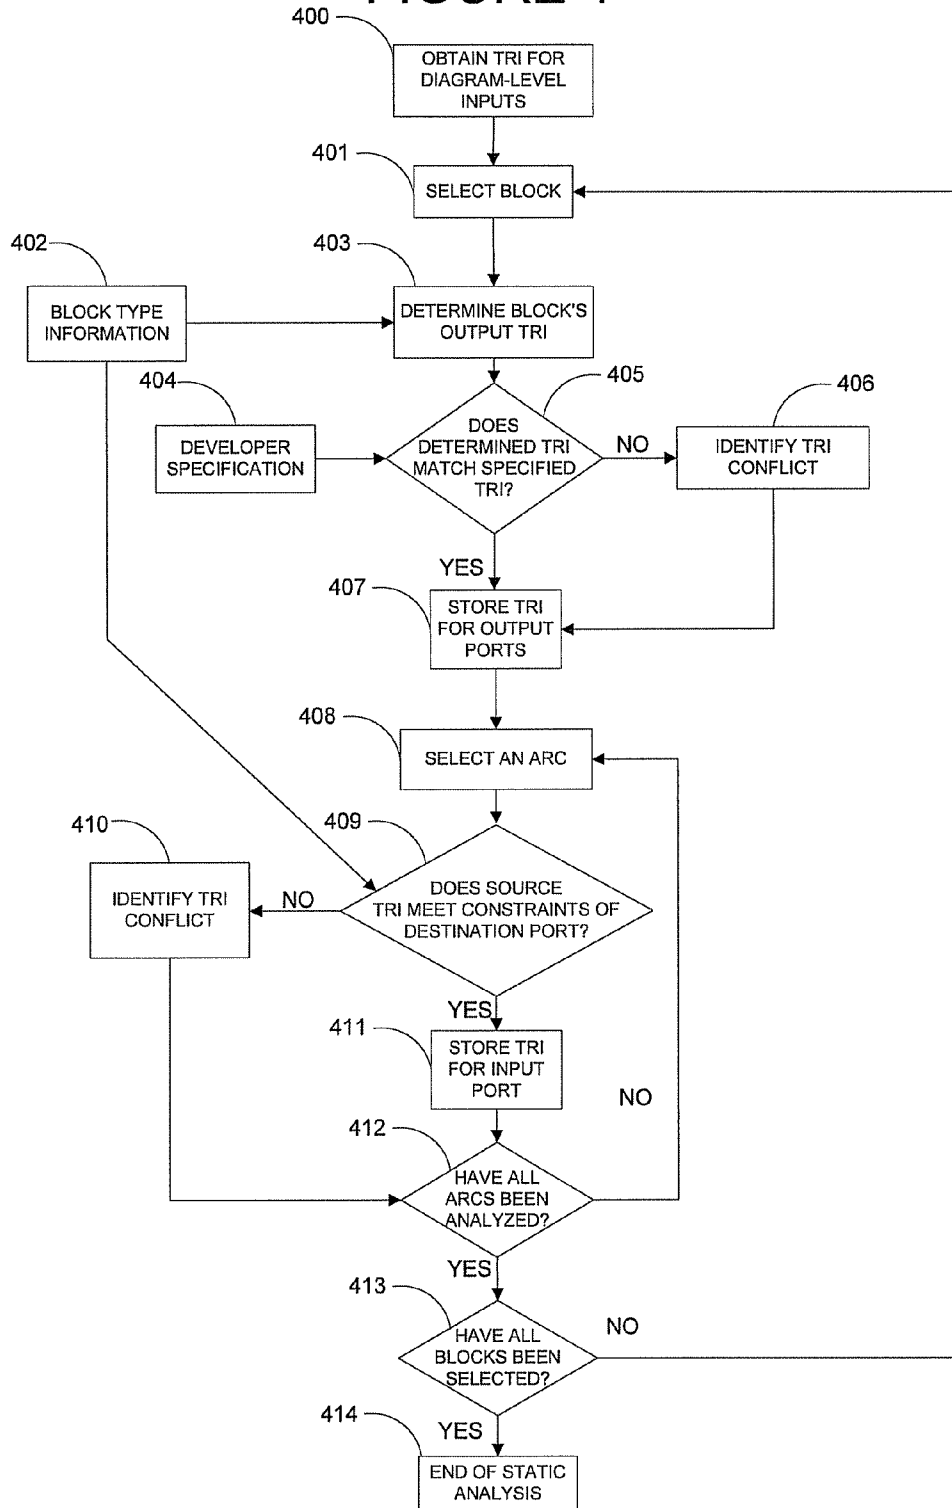 400
OBTAIN TRI FOR
DIAGRAM-LEVEL
INPUTS
401
SELECT BLOCK
402
BLOCK TYPE
INFORMATION
403
DETERMINE BLOCK'S
OUTPUT TRI
404
DEVELOPER
SPECIFICATION
405
DOES
DETERMINED TRI
MATCH SPECIFIED
TRI?
NO
406
IDENTIFY TRI
CONFLICT
YES
407
STORE TRI
FOR OUTPUT
PORTS
408
SELECT AN ARC
409
DOES SOURCE
TRI MEET CONSTRAINTS OF
DESTINATION PORT?
NO
410
IDENTIFY TRI
CONFLICT
YES
411
STORE TRI
FOR INPUT
PORT
NO
412
HAVE ALL
ARCS BEEN
ANALYZED?
YES
413
HAVE ALL
BLOCKS BEEN
SELECTED?
NO
YES
414
END OF STATIC
ANALYSIS